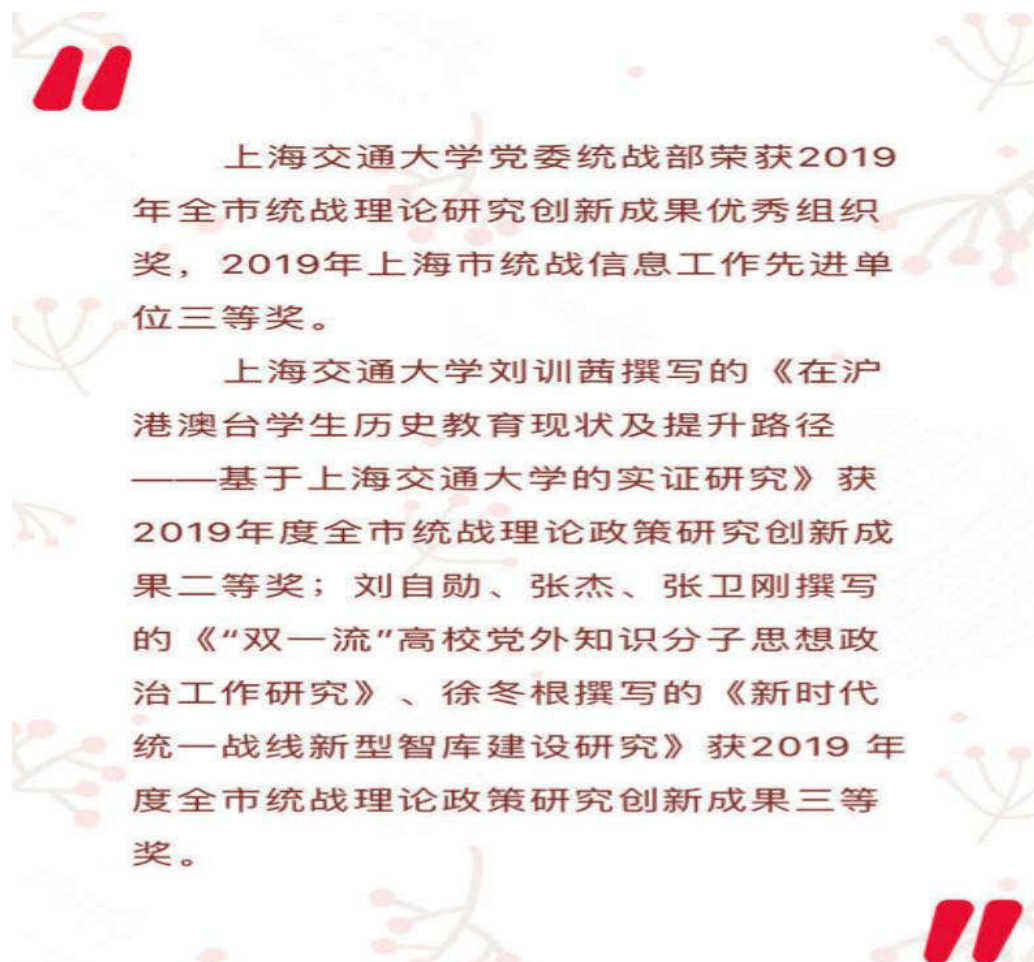 上海交通大学党委统战部荣获2019
年全市统战理论研究创新成果优秀组织
奖，2019年上海市统战信息工作先进单
位三等奖。
上海交通大学刘训茜撰写的《在沪
港澳台学生历史教育现状及提升路径
——基于上海交通大学的实证研究》获
2019年度全市统战理论政策研究创新成
果二等奖；刘自勋、张杰、张卫刚撰写
的《“双一流”高校党外知识分子思想政
治工作研究》、徐冬根撰写的《新时代
统一战线新型智库建设研究》获2019 年
度全市统战理论政策研究创新成果三等
奖。